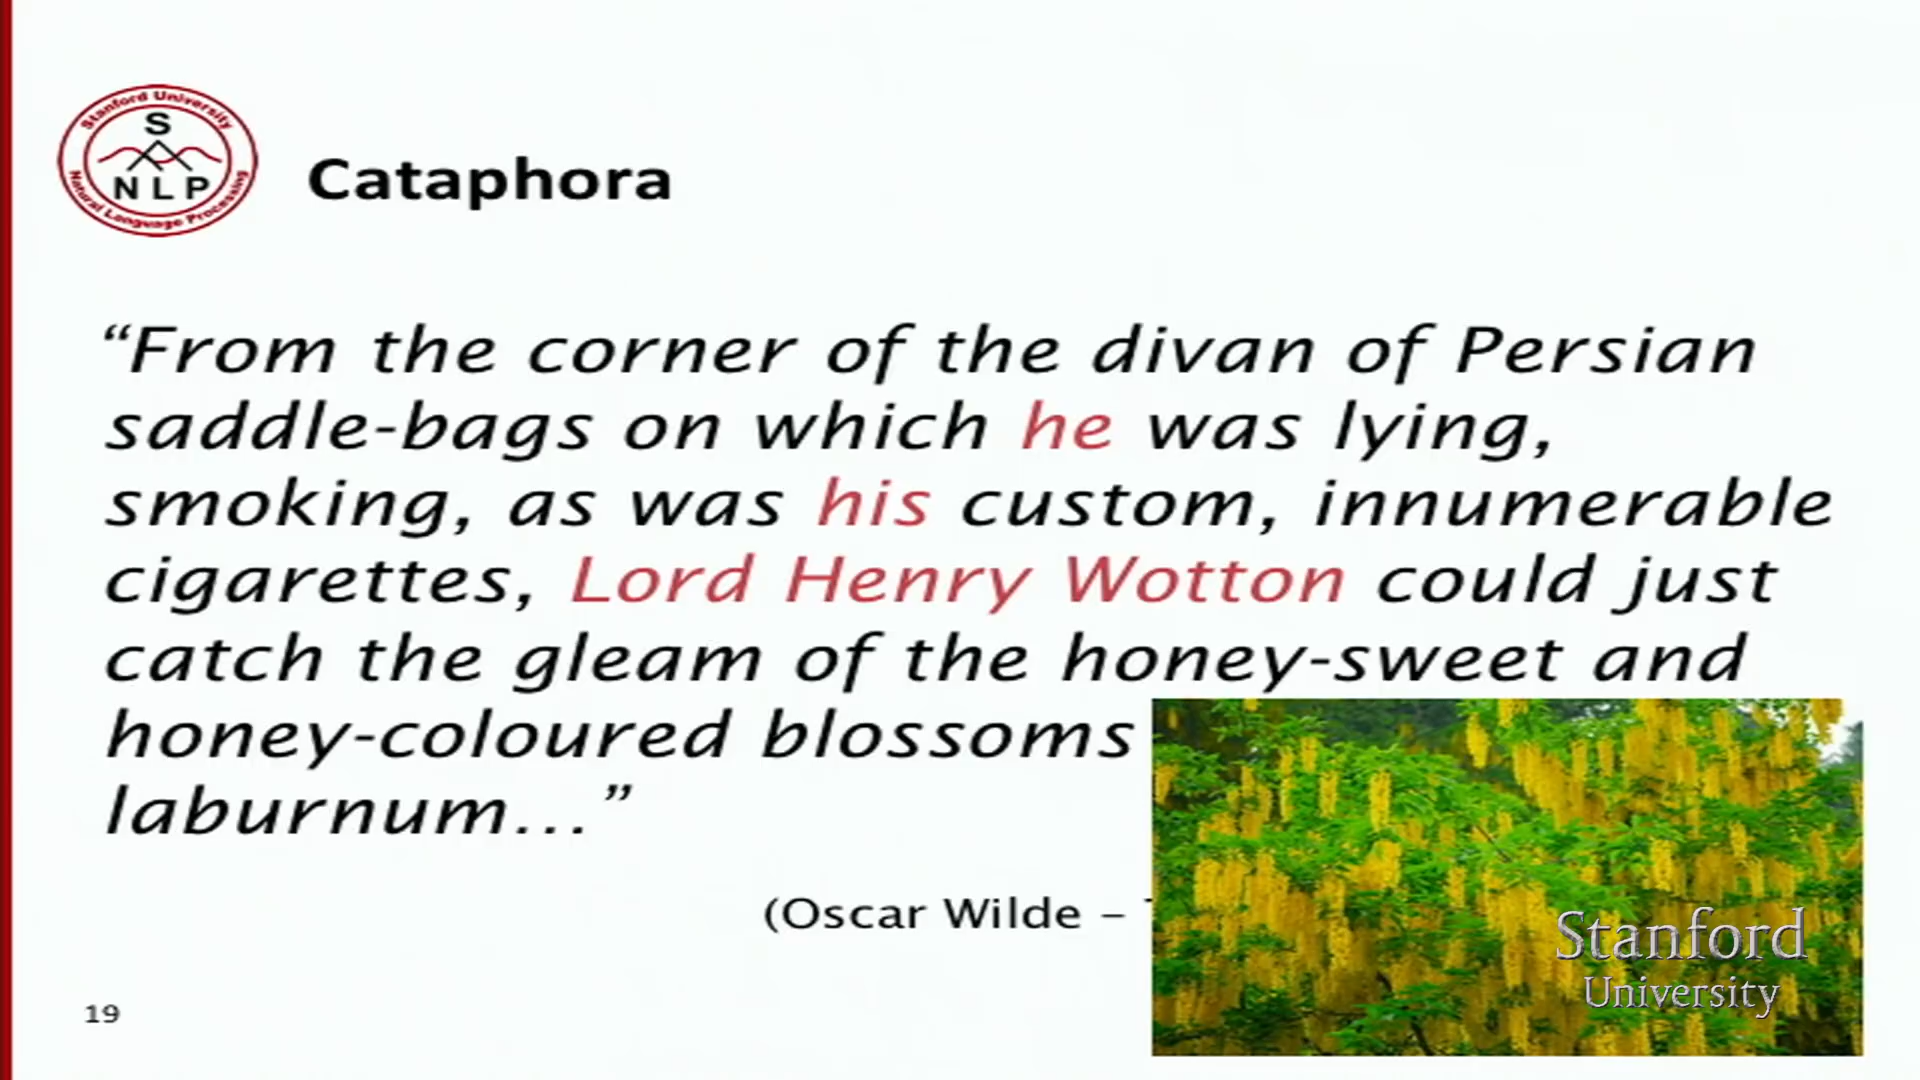 Stanford University
S
NLP
Natural Language Processing
Cataphora
“From the corner of the divan of Persian
saddle-bags on which he was lying,
smoking, as was his custom, innumerable
cigarettes, Lord Henry Wotton could just
catch the gleam of the honey-sweet and
honey-coloured blossoms
laburnum…”
(Oscar Wilde –
19
Stanford
University